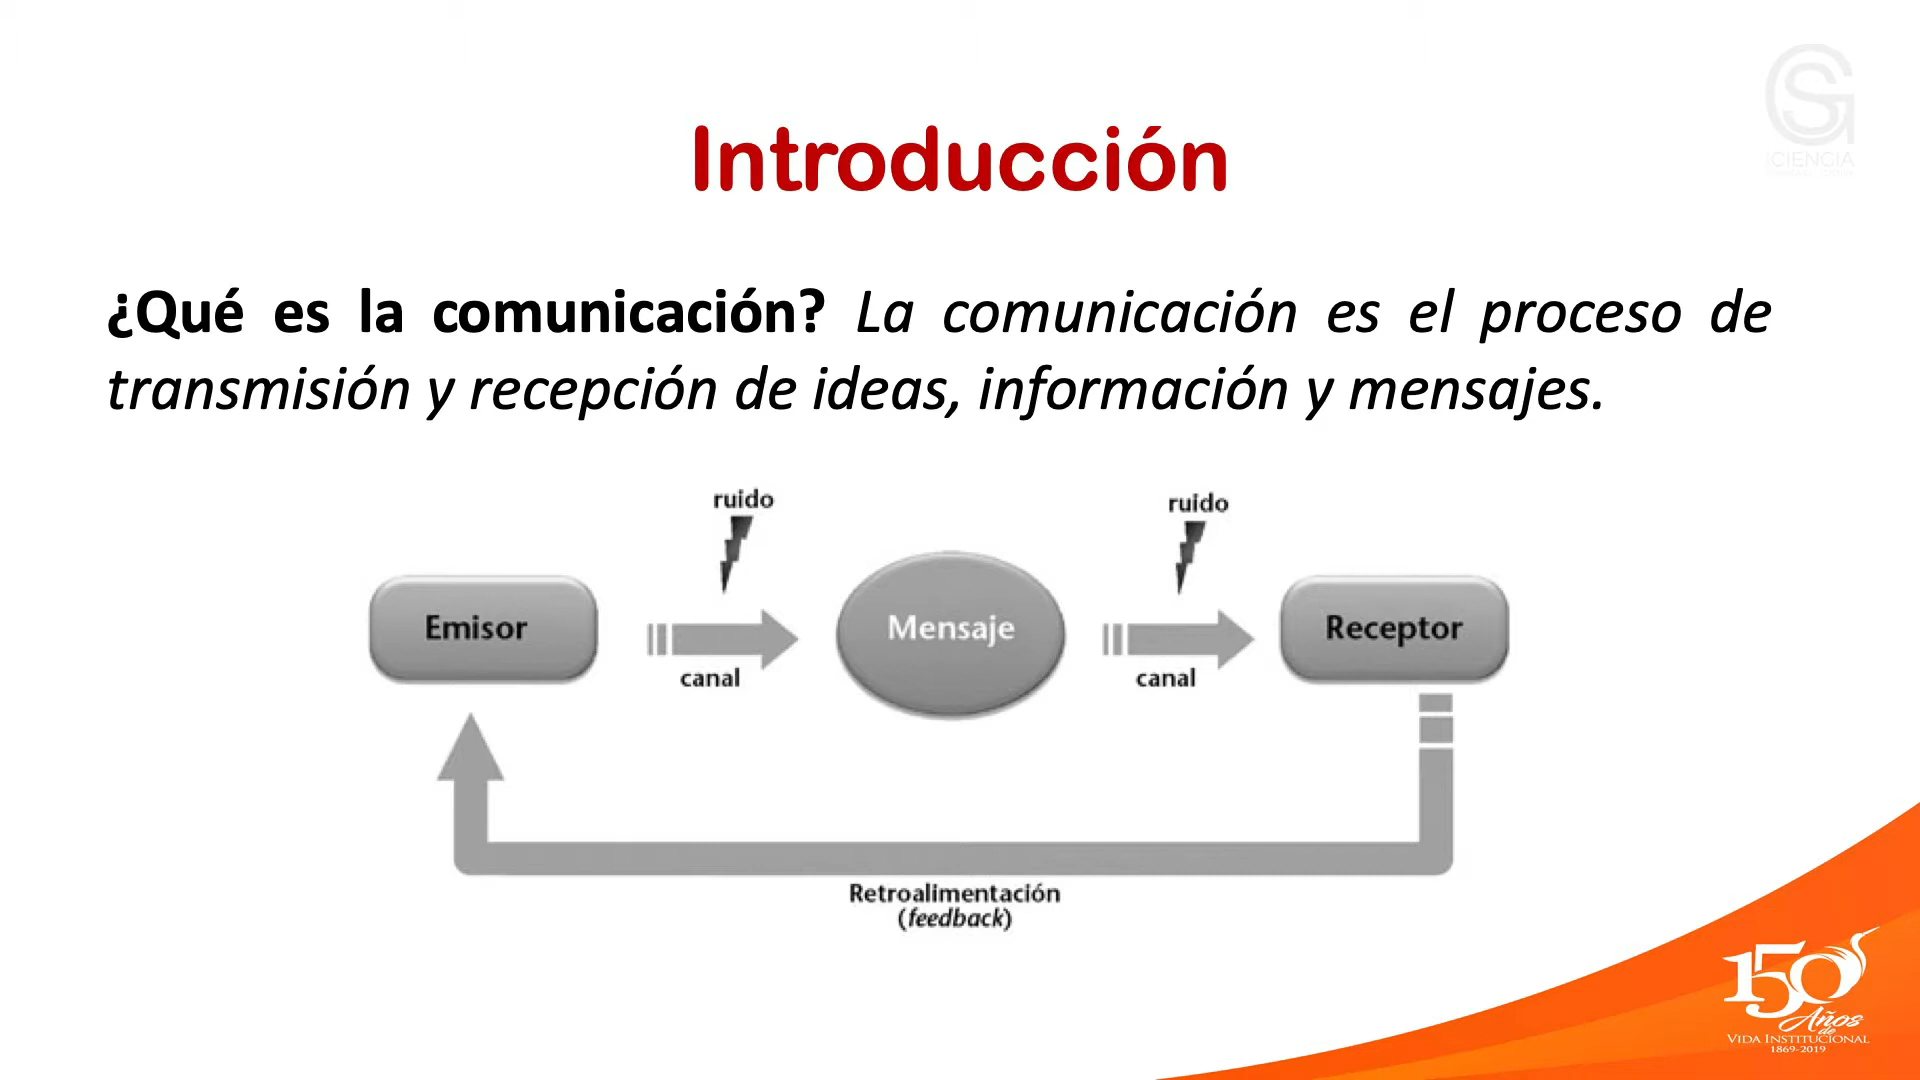 CIENCIA
Introducción
¿Qué es la comunicación? La comunicación es el proceso de
transmisión y recepción de ideas, información y mensajes.
ruido
ruido
Emisor
Mensaje
Receptor
canal
canal
Retroalimentación
(feedback)
150
Años
de
VIDA INSTITUCIONAL
1869-2019